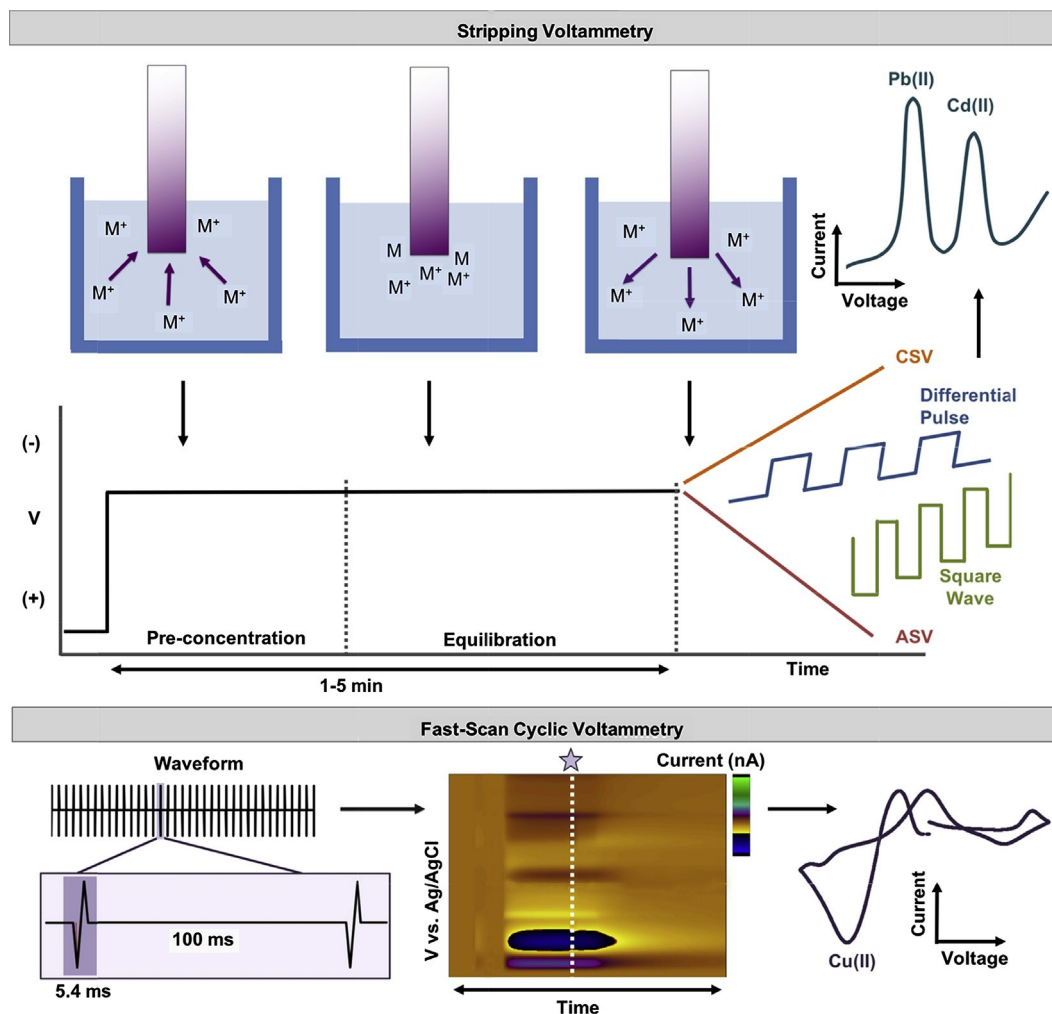 Stripping Voltammetry
Pb(II)
Cd(II)
M⁺
M⁺
M⁺
M⁺
M⁺
M
M
M⁺
M⁺
M⁺
M⁺
M⁺
M⁺
M⁺
M⁺
Current
Voltage
CSV
Differential
Pulse
(-)
V
(+)
Square
Wave
ASV
Pre-concentration
Equilibration
Time
1-5 min
Fast-Scan Cyclic Voltammetry
Waveform
Current (nA)
V vs. Ag/AgCl
100 ms
5.4 ms
Time
Cu(II)
Current
Voltage